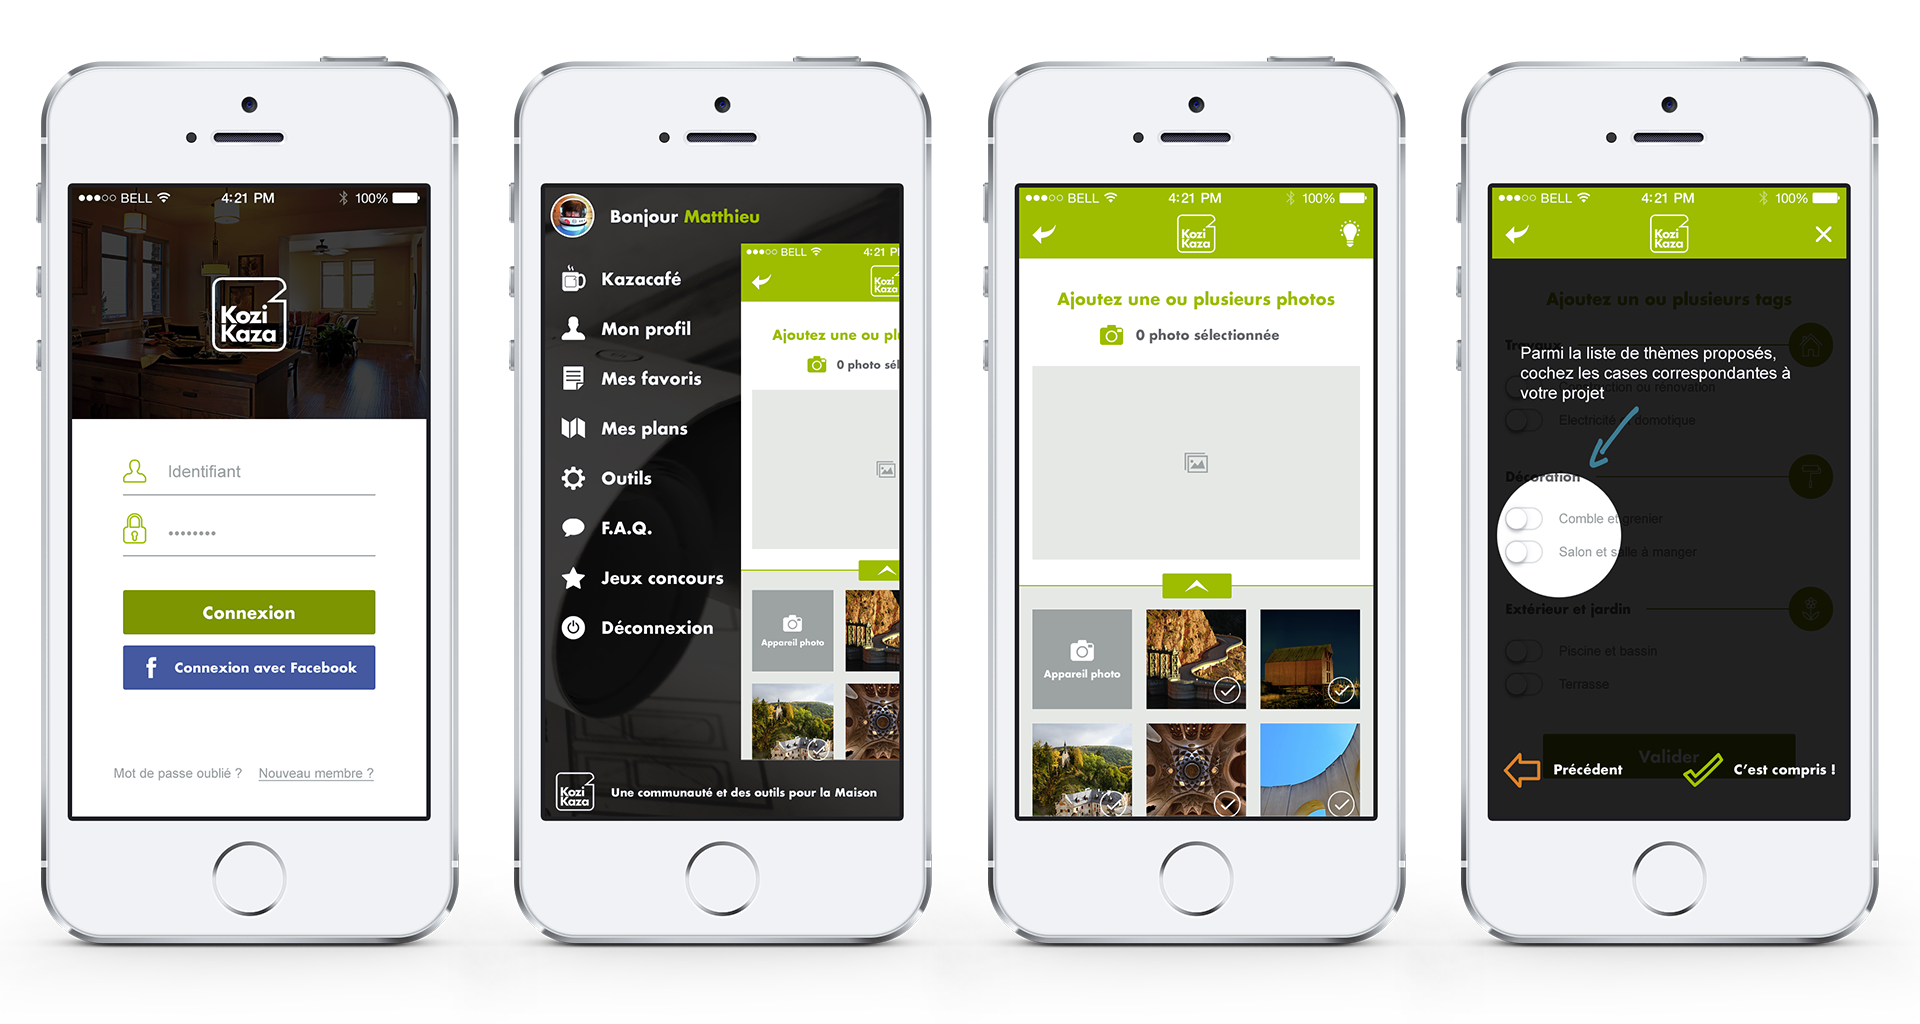 BELL 4:21 PM 100%
Kozi
Kaza
Identifiant
Connexion
Connexion avec Facebook
Mot de passe oublié ? Nouveau membre ?
Bonjour Matthieu
Kazacafé
Mon profil
Mes favoris
Mes plans
Outils
F.A.Q.
Jeux concours
Déconnexion
BELL 4:21 P
Kozi
Kaza
Ajoutez une ou pl
0 photo sél
Appareil photo
Kozi
Kaza
Une communauté et des outils pour la Maison
BELL 4:21 PM 100%
Kozi
Kaza
Ajoutez une ou plusieurs photos
0 photo sélectionnée
Appareil photo
BELL 4:21 PM 100%
Kozi
Kaza
Ajoutez un ou plusieurs tags
Travaux
Parmi la liste de thèmes proposés,
cochez les cases correspondantes à
votre projet
Construction ou rénovation
Electricité et domotique
Décoration
Comble et grenier
Salon et salle à manger
Extérieur et jardin
Piscine et bassin
Terrasse
Valider
Précédent
C'est compris !